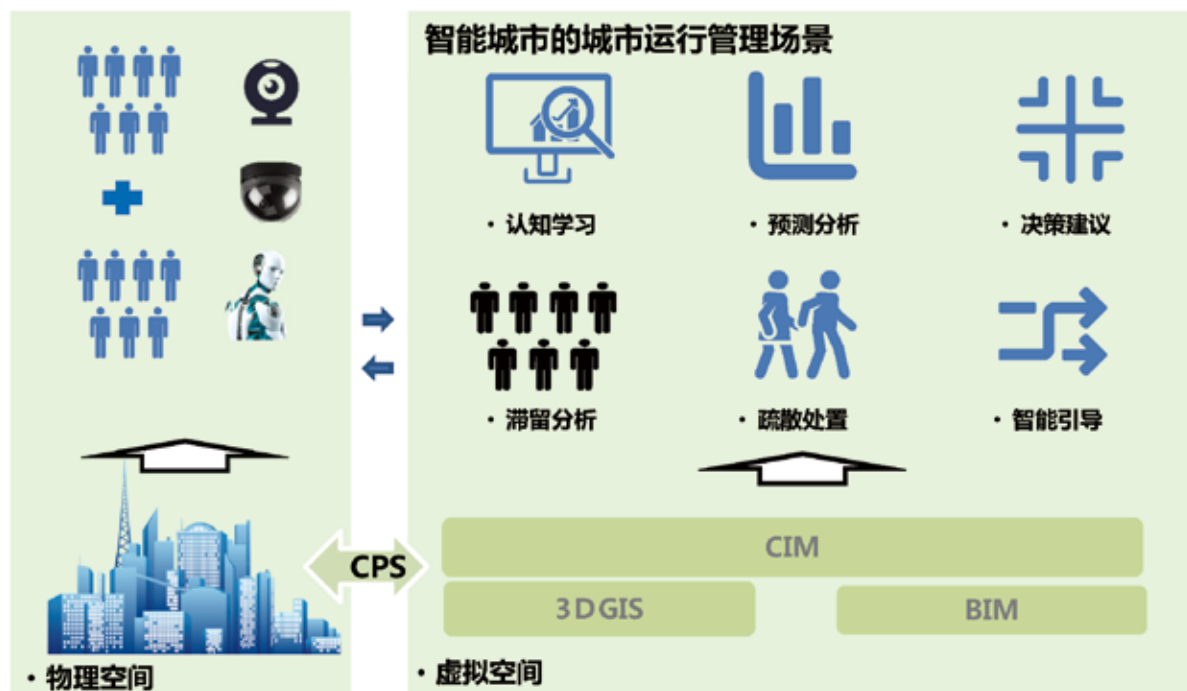 智能城市的城市运行管理场景
· 认知学习
· 预测分析
· 决策建议
· 滞留分析
· 疏散处置
· 智能引导
CIM
CPS
3DGIS
BIM
· 物理空间
· 虚拟空间